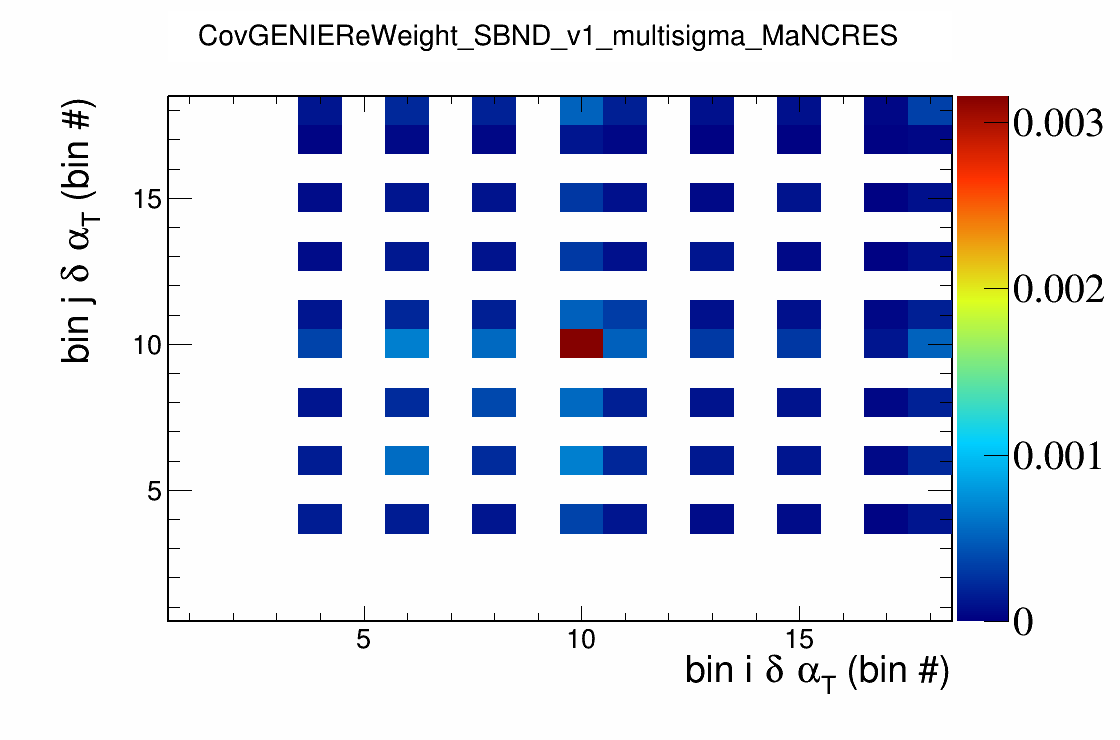 CovGENIEReWeight_SBND_v1_multisigma_MaNCRES
bin j δ α_T (bin #)
15
10
5
5 10 15
bin i δ α_T (bin #)
0.003
0.002
0.001
0